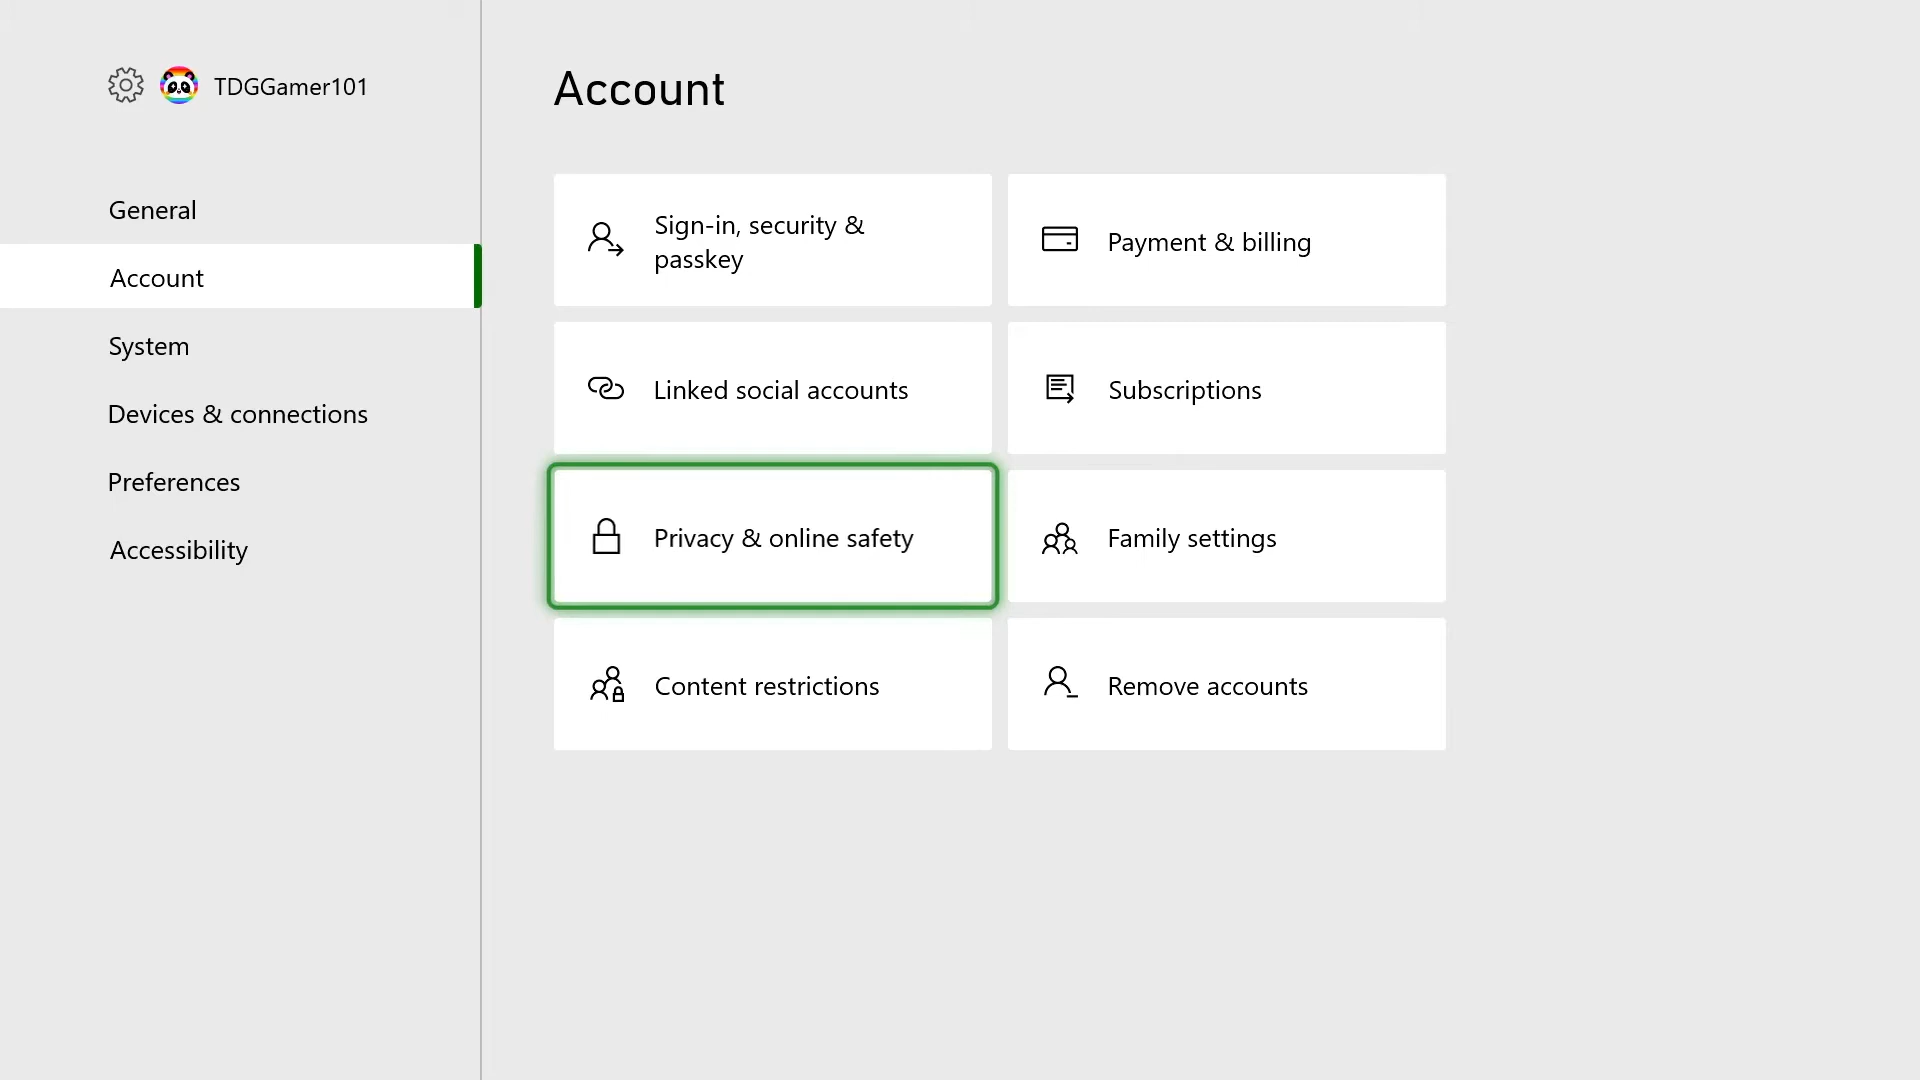 TDGGamer101
General
Account
System
Devices & connections
Preferences
Accessibility
Account
Sign-in, security &
passkey
Payment & billing
Linked social accounts
Subscriptions
Privacy & online safety
Family settings
Content restrictions
Remove accounts